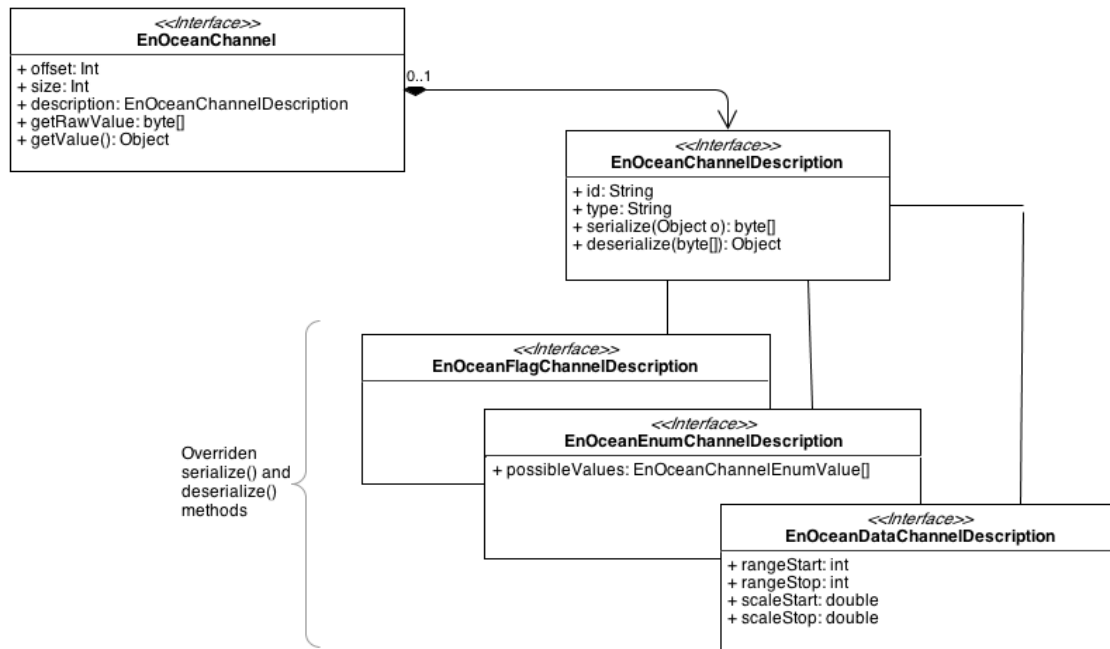 <<Interface>>
EnOceanChannel
+ offset: Int
+ size: Int
+ description: EnOceanChannelDescription
+ getRawValue: byte[]
+ getValue(): Object
0..1
<<Interface>>
EnOceanChannelDescription
+ id: String
+ type: String
+ serialize(Object o): byte[]
+ deserialize(byte[]): Object
<<Interface>>
EnOceanFlagChannelDescription
<<Interface>>
EnOceanEnumChannelDescription
+ possibleValues: EnOceanChannelEnumValue[]
Overriden
serialize() and
deserialize()
methods
<<Interface>>
EnOceanDataChannelDescription
+ rangeStart: int
+ rangeStop: int
+ scaleStart: double
+ scaleStop: double